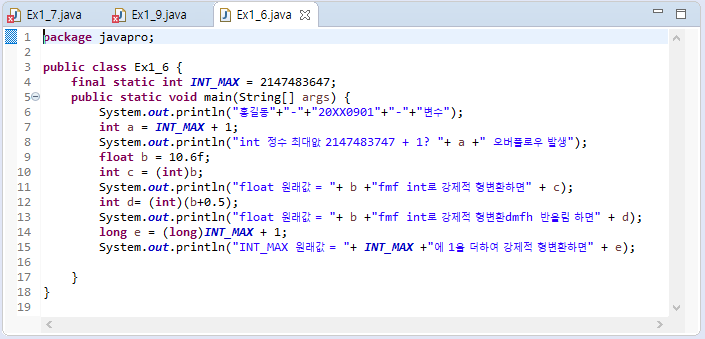 Ex1_7.java Ex1_9.java Ex1_6.java
1 package javapro;
2
3 public class Ex1_6 {
4 final static int INT_MAX = 2147483647;
5 public static void main(String[] args) {
6 System.out.println("홍길동"+"-"+"20XX0901"+"-"+"변수");
7 int a = INT_MAX + 1;
8 System.out.println("int 정수 최대값 2147483747 + 1? "+ a +" 오버플로우 발생");
9 float b = 10.6f;
10 int c = (int)b;
11 System.out.println("float 원래값 = "+ b +"fmf int로 강제적 형변환하면" + c);
12 int d= (int)(b+0.5);
13 System.out.println("float 원래값 = "+ b +"fmf int로 강제적 형변환dmfh 반올림 하면" + d);
14 long e = (long)INT_MAX + 1;
15 System.out.println("INT_MAX 원래값 = "+ INT_MAX +"에 1을 더하여 강제적 형변환하면" + e);
16
17 }
18 }
19